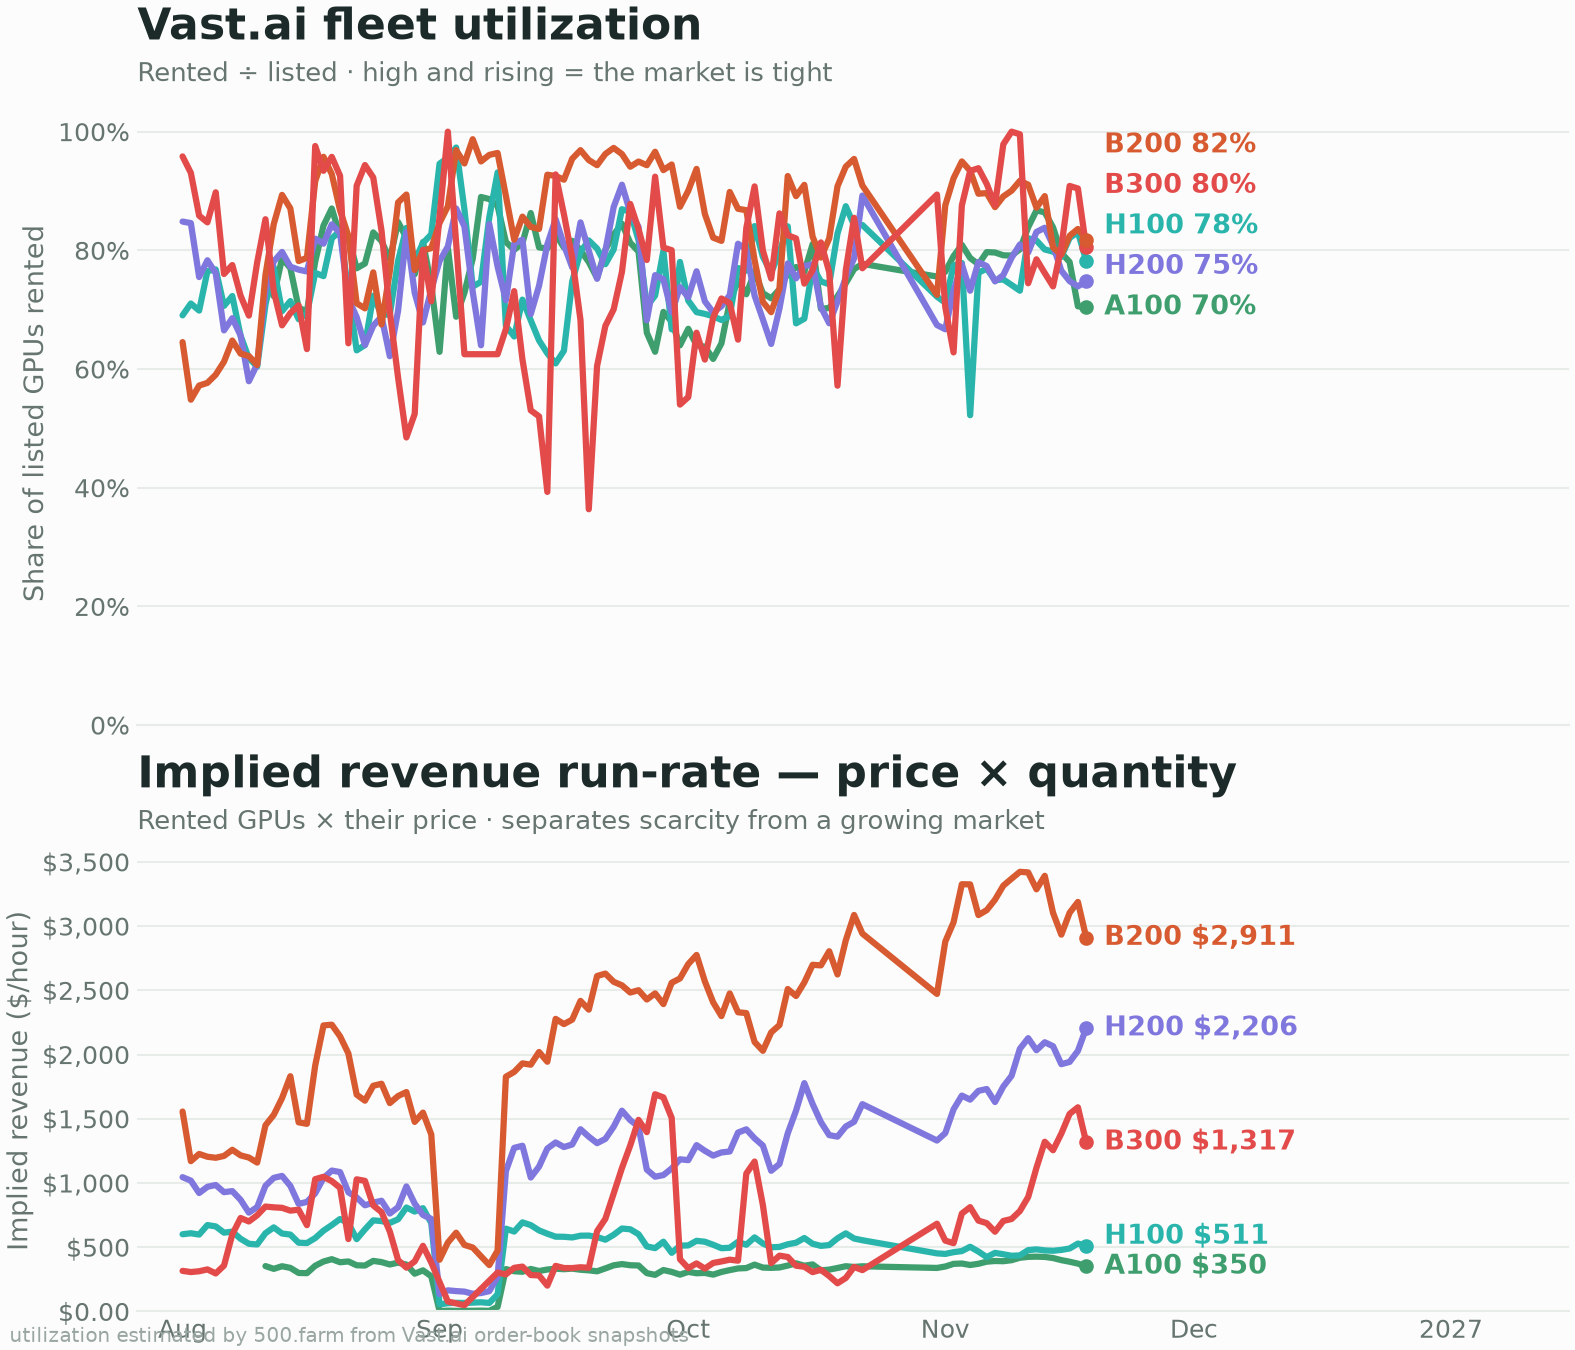 Vast.ai fleet utilization
Rented ÷ listed · high and rising = the market is tight
Share of listed GPUs rented
100%
80%
60%
40%
20%
0%
B200 82%
B300 80%
H100 78%
H200 75%
A100 70%
Implied revenue run-rate — price × quantity
Rented GPUs × their price · separates scarcity from a growing market
Implied revenue ($/hour)
$3,500
$3,000
$2,500
$2,000
$1,500
$1,000
$500
$0.00
B200 $2,911
H200 $2,206
B300 $1,317
H100 $511
A100 $350
Aug Sep Oct Nov Dec 2027
utilization estimated by 500.farm from Vast.ai order-book snapshots